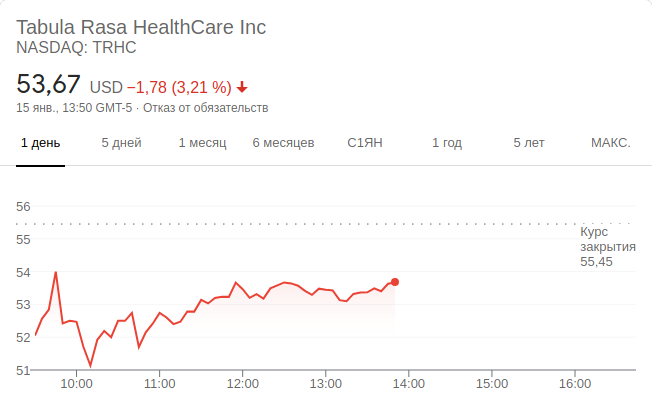 Tabula Rasa HealthCare Inc
NASDAQ: TRHC
53,67 USD −1,78 (3,21 %)
15 янв., 13:50 GMT-5 · Отказ от обязательств
1 день 5 дней 1 месяц 6 месяцев С1ЯН 1 год 5 лет МАКС.
56
55
54
53
52
51
Курс
закрытия
55,45
10:00 11:00 12:00 13:00 14:00 15:00 16:00